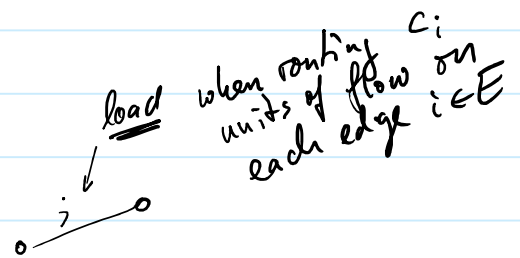 load when routing c_i
units of flow on
each edge i ∈ E
j